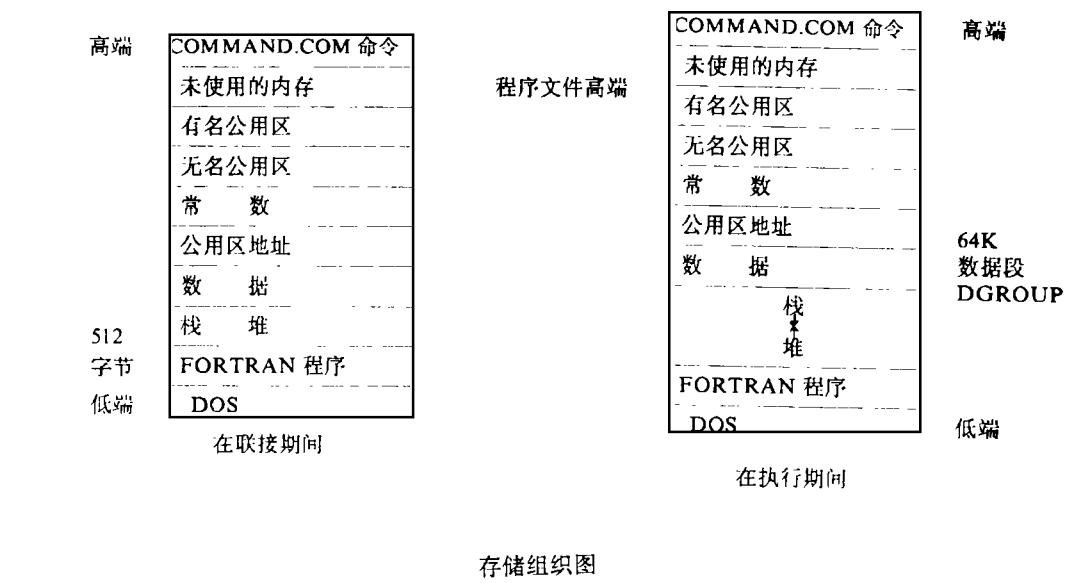 高端
COMMAND.COM 命令
未使用的内存
有名公用区
无名公用区
常 数
公用区地址
数 据
512
字节
栈 堆
FORTRAN 程序
低端
DOS
在联接期间
程序文件高端
COMMAND.COM 命令
高端
未使用的内存
有名公用区
无名公用区
常 数
公用区地址
数 据
64K
数据段
DGROUP
栈
堆
FORTRAN 程序
DOS
低端
在执行期间
存储组织图